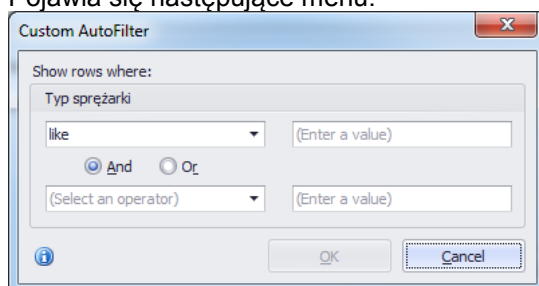 Pojawia się następujące menu:
Custom AutoFilter
Show rows where:
Typ sprężarki
like (Enter a value)
And Or
(Select an operator) (Enter a value)
OK Cancel